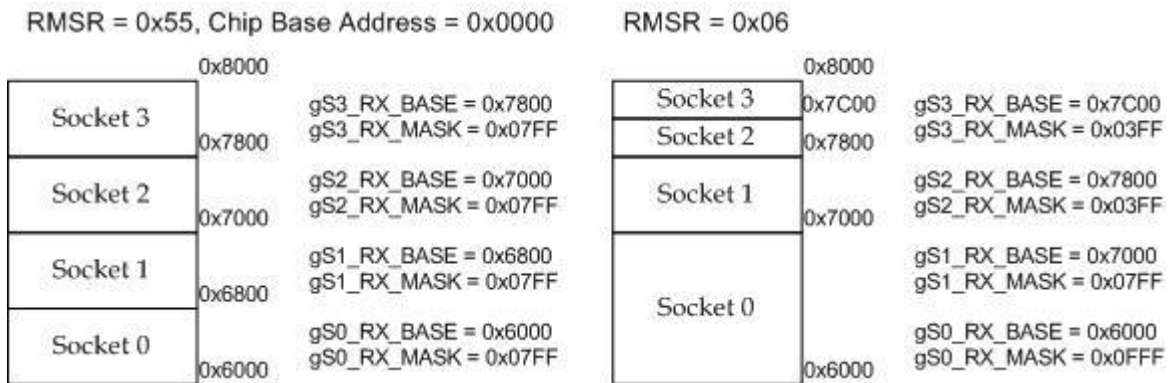 RMSR = 0x55, Chip Base Address = 0x0000
0x8000
Socket 3
gS3_RX_BASE = 0x7800
gS3_RX_MASK = 0x07FF
0x7800
Socket 2
gS2_RX_BASE = 0x7000
gS2_RX_MASK = 0x07FF
0x7000
Socket 1
gS1_RX_BASE = 0x6800
gS1_RX_MASK = 0x07FF
0x6800
Socket 0
gS0_RX_BASE = 0x6000
gS0_RX_MASK = 0x07FF
0x6000
RMSR = 0x06
0x8000
Socket 3
0x7C00
gS3_RX_BASE = 0x7C00
gS3_RX_MASK = 0x03FF
Socket 2
0x7800
Socket 1
gS2_RX_BASE = 0x7800
gS2_RX_MASK = 0x03FF
0x7000
gS1_RX_BASE = 0x7000
gS1_RX_MASK = 0x07FF
Socket 0
gS0_RX_BASE = 0x6000
gS0_RX_MASK = 0x0FFF
0x6000